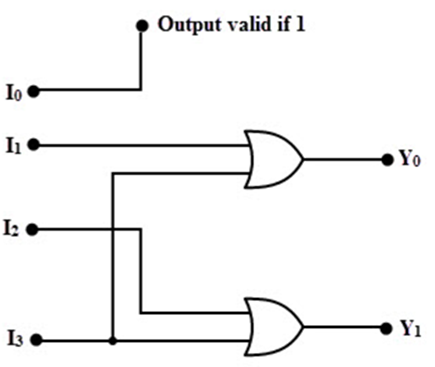 Output valid if 1
I₀
I₁
Y₀
I₂
I₃
Y₁